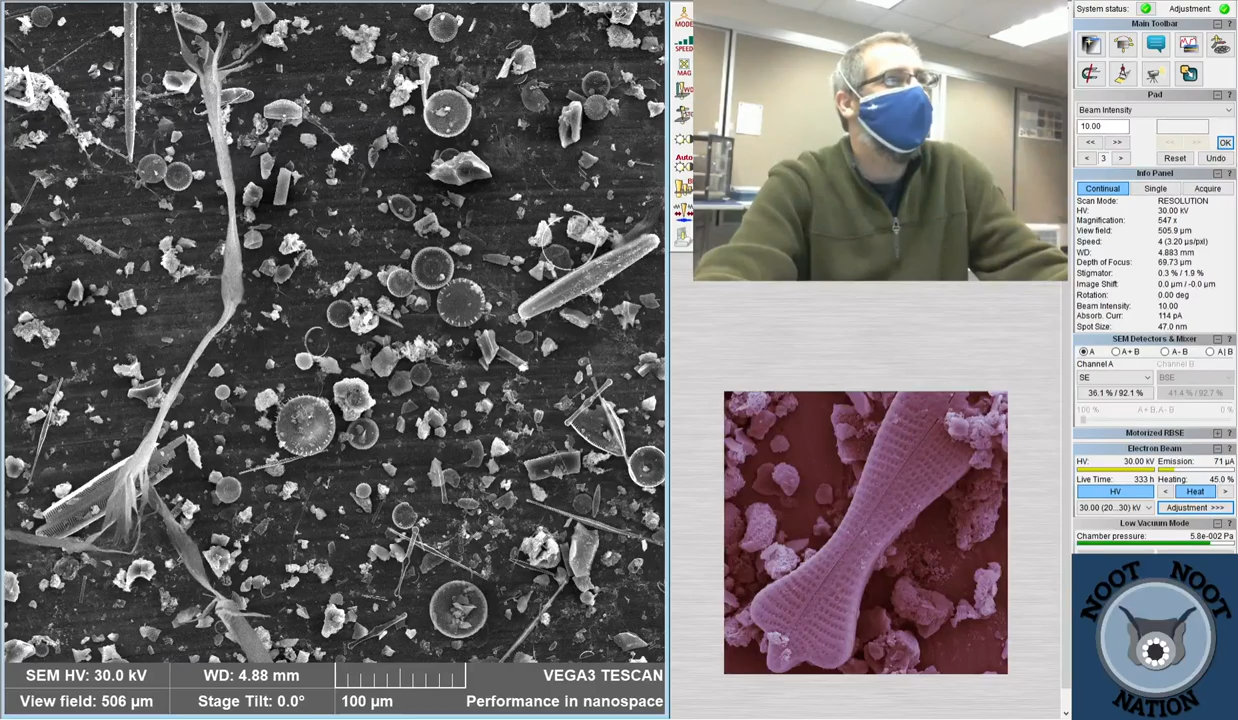 SEM HV: 30.0 kV
WD: 4.88 mm
VEGA3 TESCAN
View field: 506 µm
Stage Tilt: 0.0°
100 µm
Performance in nanospace
MODE
SPEED
MAG
WD
Auto
System status:
Adjustment:
Main Toolbar
Pad
Beam Intensity
10.00
<< >> << >> OK
< 3 > Reset Undo
Info Panel
Continual Single Acquire
Scan Mode: RESOLUTION
HV: 30.00 kV
Magnification: 547 x
View field: 505.9 µm
Speed: 4 (3.20 µs/pxl)
WD: 4.883 mm
Depth of Focus: 69.73 µm
Stigmator: 0.3 % / 1.9 %
Image Shift: 0.0 µm / -0.0 µm
Rotation: 0.00 deg
Beam Intensity: 10.00
Absorb. Curr: 114 pA
Spot Size: 47.0 nm
SEM Detectors & Mixer
A A + B A - B A | B
Channel A Channel B
SE BSE
36.1 % / 92.1 % 41.4 % / 92.7 %
100 % A + B, A - B 0 %
Motorized RBSE
Electron Beam
HV: 30.00 kV Emission: 71 µA
Live Time: 333 h Heating: 45.0 %
HV < Heat >
30.00 (20...30) kV Adjustment >>>
Low Vacuum Mode
Chamber pressure: 5.8e-002 Pa
NOOT NOOT
NATION